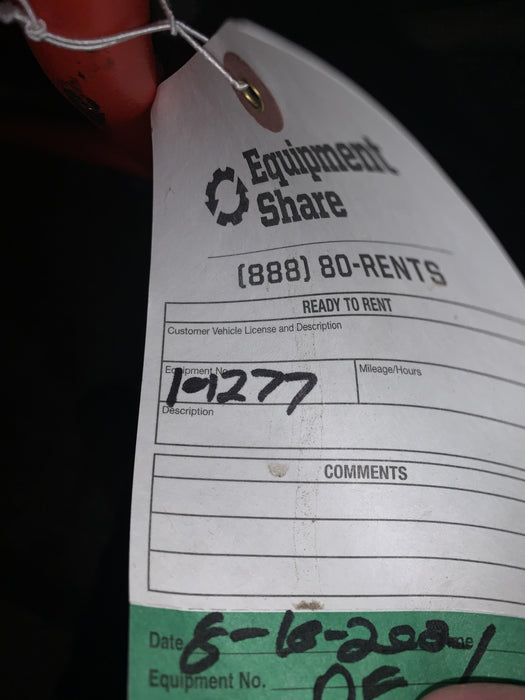 Equipment
Share
(888) 80-RENTS
READY TO RENT
Customer Vehicle License and Description
Equipment No.
Mileage/Hours
Description
COMMENTS
Date
Equipment No.